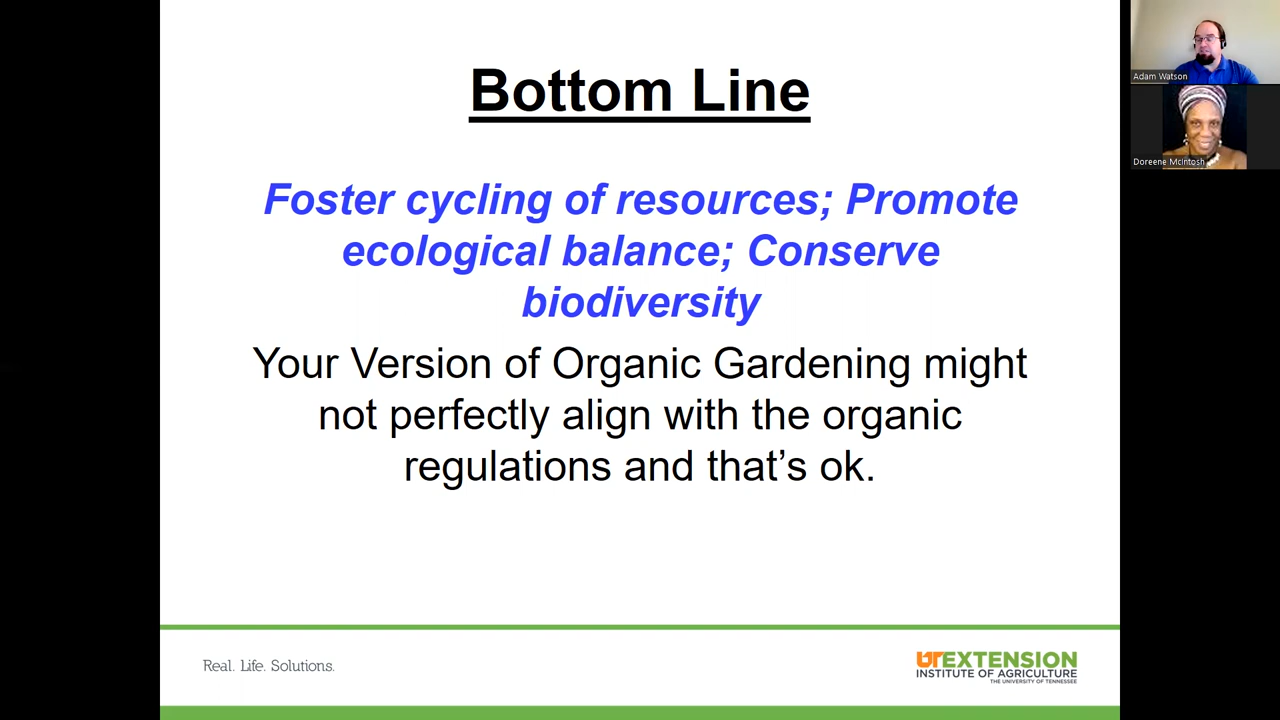 Bottom Line
Foster cycling of resources; Promote
ecological balance; Conserve
biodiversity
Your Version of Organic Gardening might
not perfectly align with the organic
regulations and that’s ok.
Real. Life. Solutions.
UTEXTENSION
INSTITUTE OF AGRICULTURE
THE UNIVERSITY OF TENNESSEE
Adam Watson
Doreene McIntosh